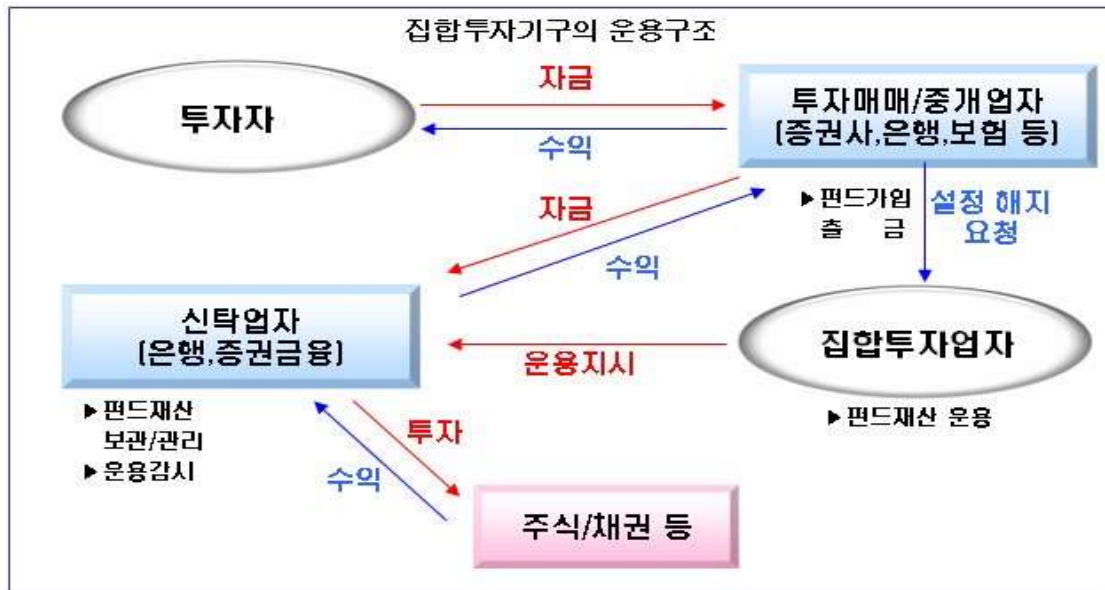 집합투자기구의 운용구조
자금
투자자
투자매매/중개업자
(증권사,은행,보험 등)
수익
자금
▶펀드가입
출 금
설정 해지
요청
수익
신탁업자
(은행,증권금융)
집합투자업자
운용지시
▶펀드재산
보관/관리
▶운용감시
▶펀드재산 운용
투자
수익
주식/채권 등